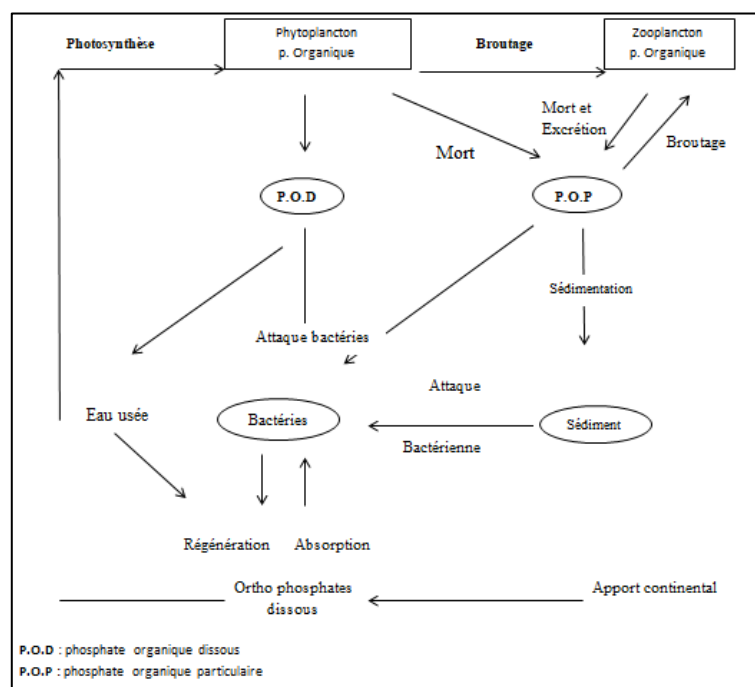 Photosynthèse
Phytoplancton
p. Organique
Broutage
Zooplancton
p. Organique
Mort et
Excrétion
Mort
Broutage
P.O.D
P.O.P
Sédimentation
Attaque bactéries
Attaque
Eau usée
Bactéries
Sédiment
Bactérienne
Régénération
Absorption
Ortho phosphates
dissous
Apport continental
P.O.D : phosphate organique dissous
P.O.P : phosphate organique particulaire